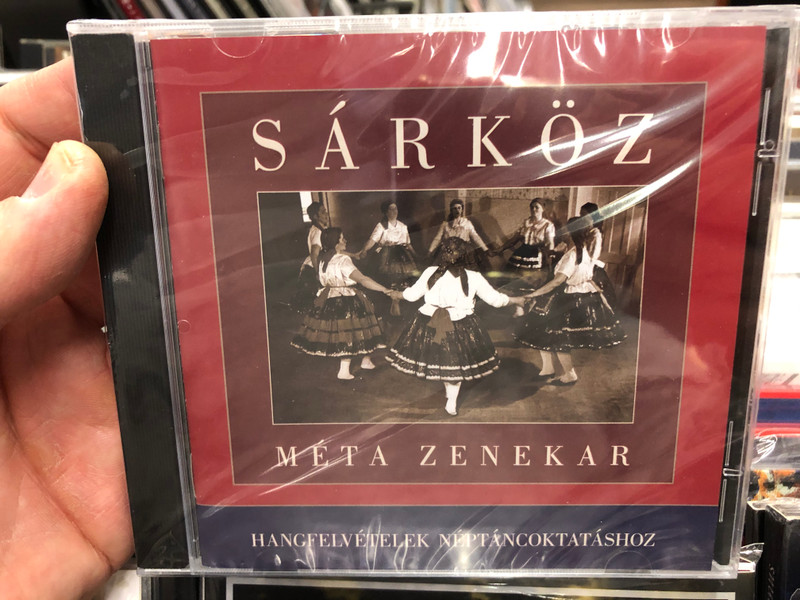 SÁRKÖZ
MÉTA ZENEKAR
HANGFELVÉTELEK NÉPTÁNCOKTATÁSHOZ